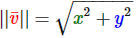 ||v̅|| = √(x² + y²)